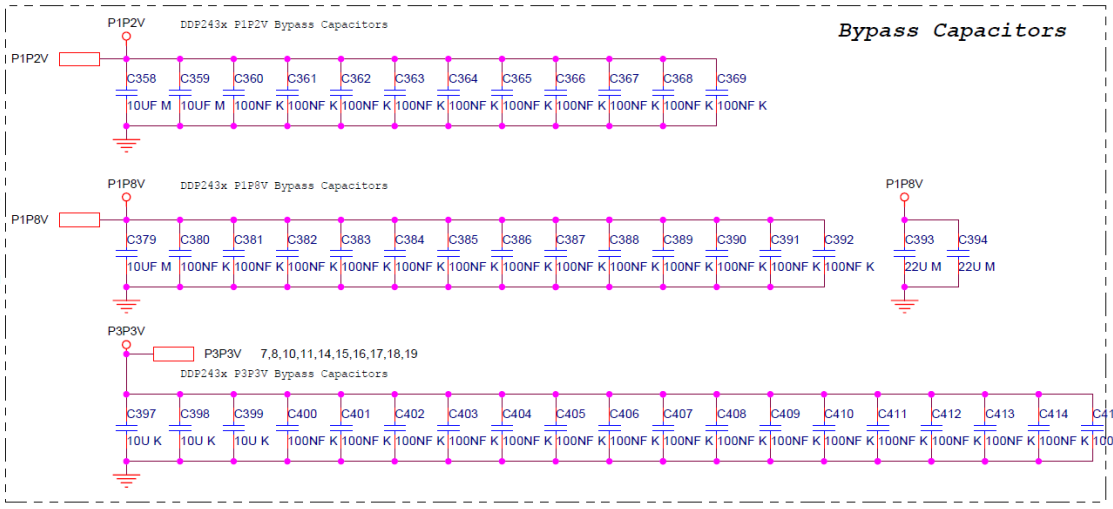 P1P2V DDP243x P1P2V Bypass Capacitors
Bypass Capacitors
P1P2V
C358 C359 C360 C361 C362 C363 C364 C365 C366 C367 C368 C369
10UF M 10UF M 100NF K 100NF K 100NF K 100NF K 100NF K 100NF K 100NF K 100NF K 100NF K 100NF K
P1P8V DDP243x P1P8V Bypass Capacitors P1P8V
P1P8V
C379 C380 C381 C382 C383 C384 C385 C386 C387 C388 C389 C390 C391 C392 C393 C394
10UF M 100NF K 100NF K 100NF K 100NF K 100NF K 100NF K 100NF K 100NF K 100NF K 100NF K 100NF K 100NF K 100NF K 22U M 22U M
P3P3V
P3P3V 7,8,10,11,14,15,16,17,18,19
DDP243x P3P3V Bypass Capacitors
C397 C398 C399 C400 C401 C402 C403 C404 C405 C406 C407 C408 C409 C410 C411 C412 C413 C414 C41
10U K 10U K 10U K 100NF K 100NF K 100NF K 100NF K 100NF K 100NF K 100NF K 100NF K 100NF K 100NF K 100NF K 100NF K 100NF K 100NF K 100NF K 100